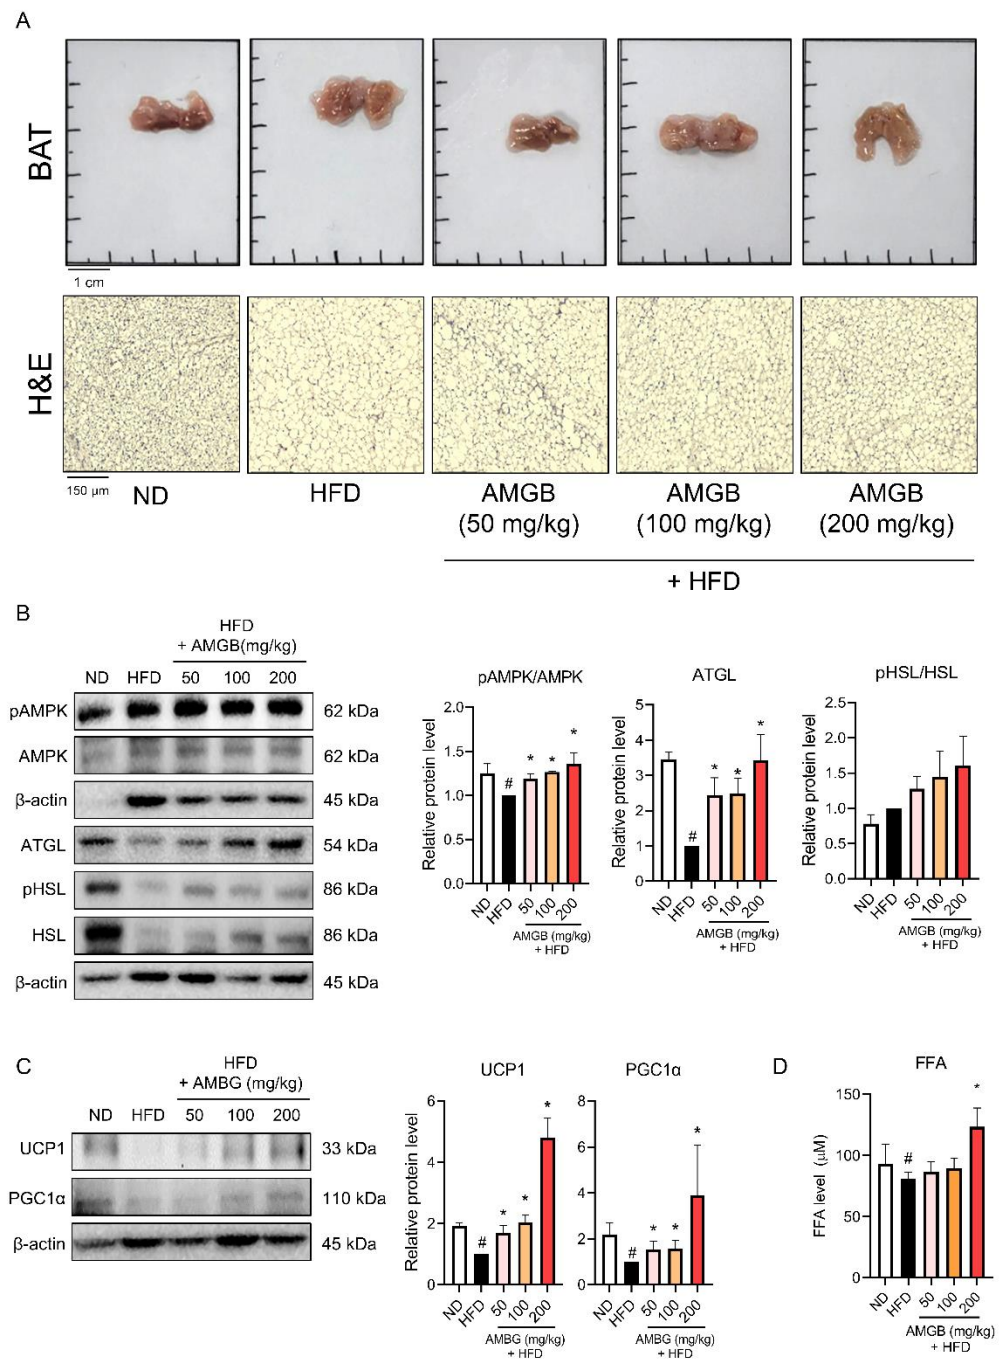 A
BAT
1 cm
H&E
150 µm
ND
HFD
AMGB
(50 mg/kg)
AMGB
(100 mg/kg)
AMGB
(200 mg/kg)
+ HFD
B
HFD
+ AMGB(mg/kg)
ND HFD 50 100 200
pAMPK 62 kDa
AMPK 62 kDa
β-actin 45 kDa
ATGL 54 kDa
pHSL 86 kDa
HSL 86 kDa
β-actin 45 kDa
pAMPK/AMPK
Relative protein level
2.0
1.5
1.0
0.5
0.0
#
*
*
*
ND HFD 50 100 200
AMGB (mg/kg)
+ HFD
ATGL
Relative protein level
5
4
3
2
1
0
#
*
*
*
ND HFD 50 100 200
AMGB (mg/kg)
+ HFD
pHSL/HSL
Relative protein level
2.5
2.0
1.5
1.0
0.5
0.0
ND HFD 50 100 200
AMGB (mg/kg)
+ HFD
C
HFD
+ AMBG (mg/kg)
ND HFD 50 100 200
UCP1 33 kDa
PGC1α 110 kDa
β-actin 45 kDa
UCP1
Relative protein level
6
4
2
0
#
*
*
*
ND HFD 50 100 200
AMBG (mg/kg)
+ HFD
PGC1α
8
6
4
2
0
#
*
*
*
ND HFD 50 100 200
AMBG (mg/kg)
+ HFD
D
FFA
FFA level (µM)
150
100
50
0
#
*
ND HFD 50 100 200
AMGB (mg/kg)
+ HFD